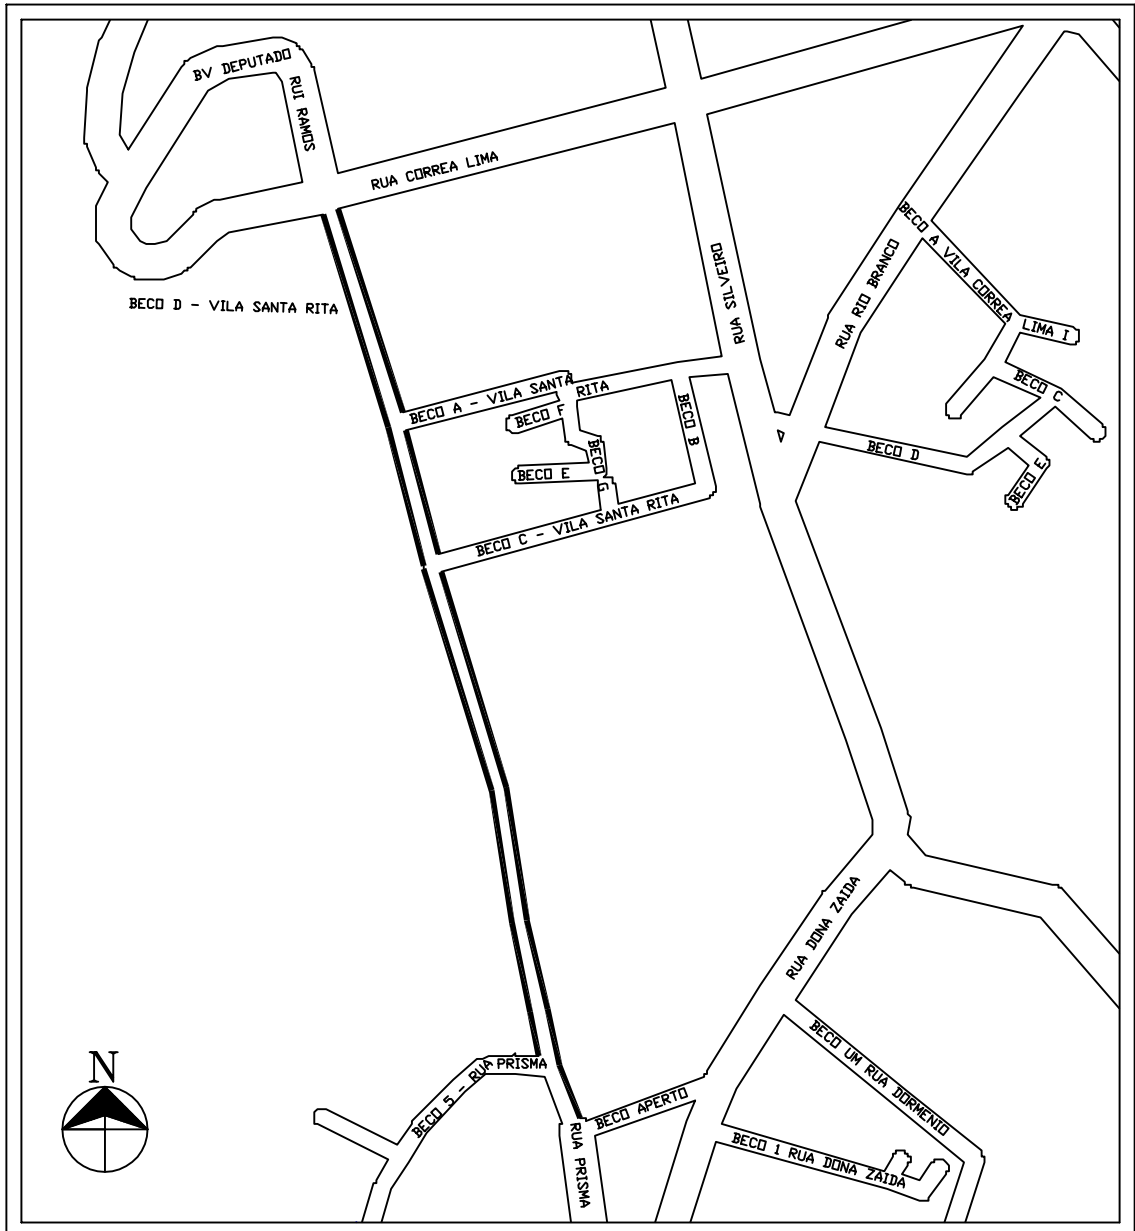 BV DEPUTADO
RUI RAMOS
RUA CORREA LIMA
BECO A VILA CORREA LIMA I
RUA SILVEIRO
RUA RIO BRANCO
BECO D - VILA SANTA RITA
BECO A - VILA SANTA RITA
BECO F
BECO B
BECO C
BECO G
BECO E
BECO D
BECO E
BECO C - VILA SANTA RITA
RUA DONA ZAIDA
N
BECO 5 - RUA PRISMA
BECO UM RUA DORMENIO
BECO APERTO
RUA PRISMA
BECO 1 RUA DONA ZAIDA